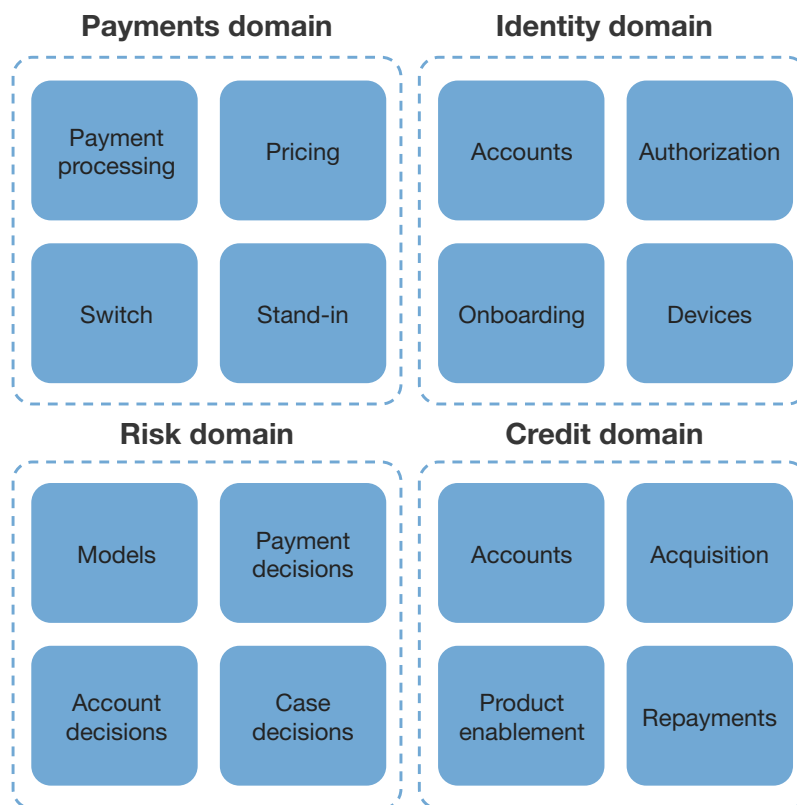 Payments domain
Payment
processing
Pricing
Switch
Stand-in
Identity domain
Accounts
Authorization
Onboarding
Devices
Risk domain
Models
Payment
decisions
Account
decisions
Case
decisions
Credit domain
Accounts
Acquisition
Product
enablement
Repayments